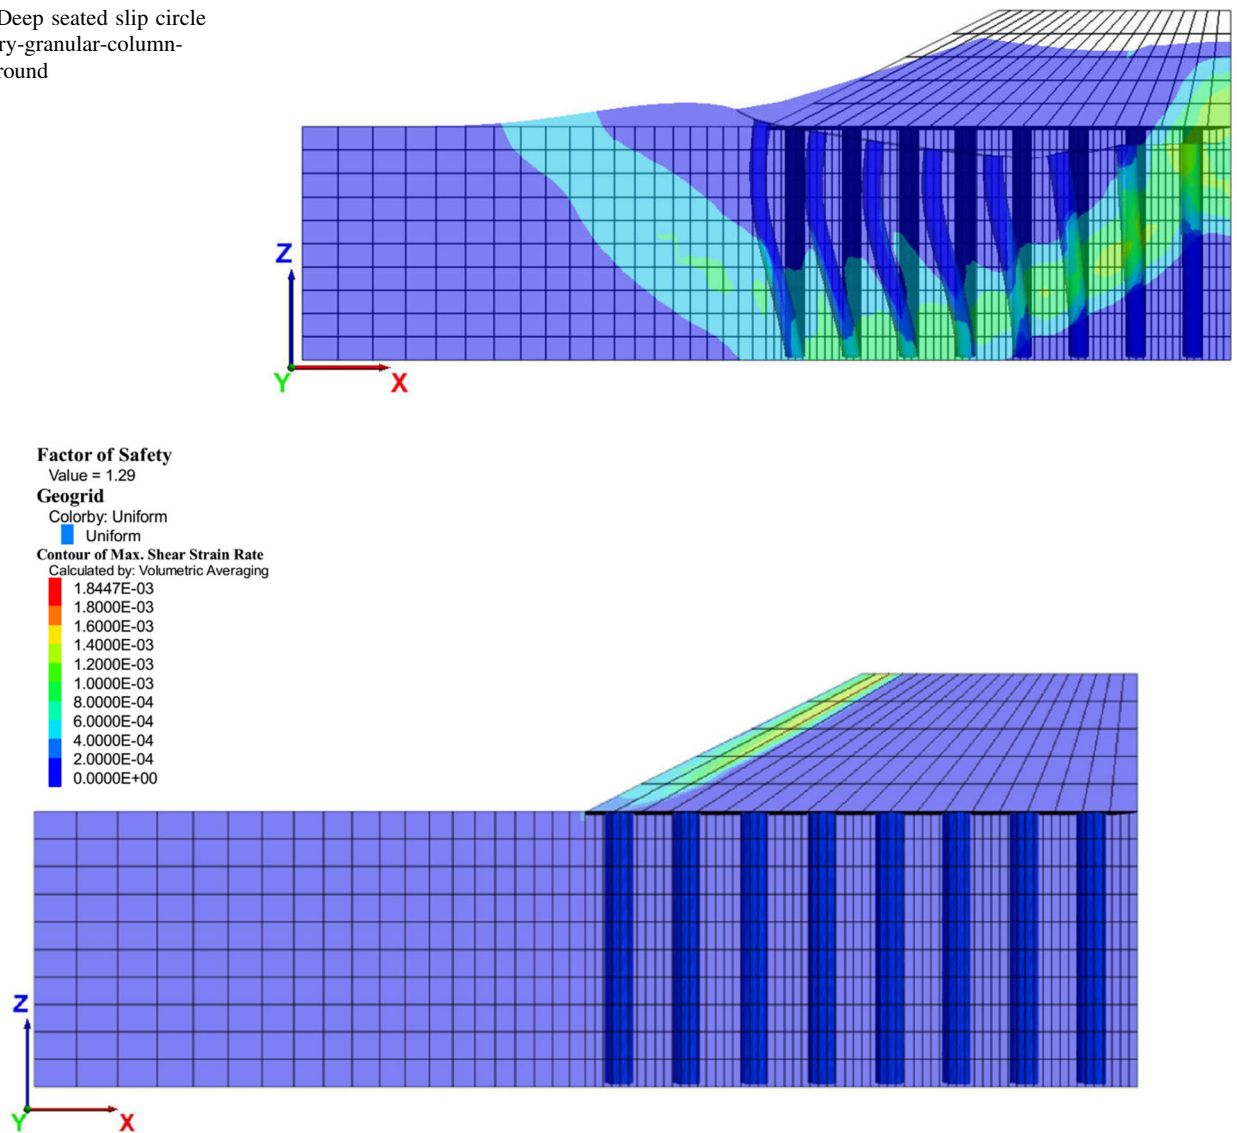 Deep seated slip circle
ry-granular-column-
round
Z
Y
X
Factor of Safety
Value = 1.29
Geogrid
Colorby: Uniform
Uniform
Contour of Max. Shear Strain Rate
Calculated by: Volumetric Averaging
1.8447E-03
1.8000E-03
1.6000E-03
1.4000E-03
1.2000E-03
1.0000E-03
8.0000E-04
6.0000E-04
4.0000E-04
2.0000E-04
0.0000E+00
Z
Y
X